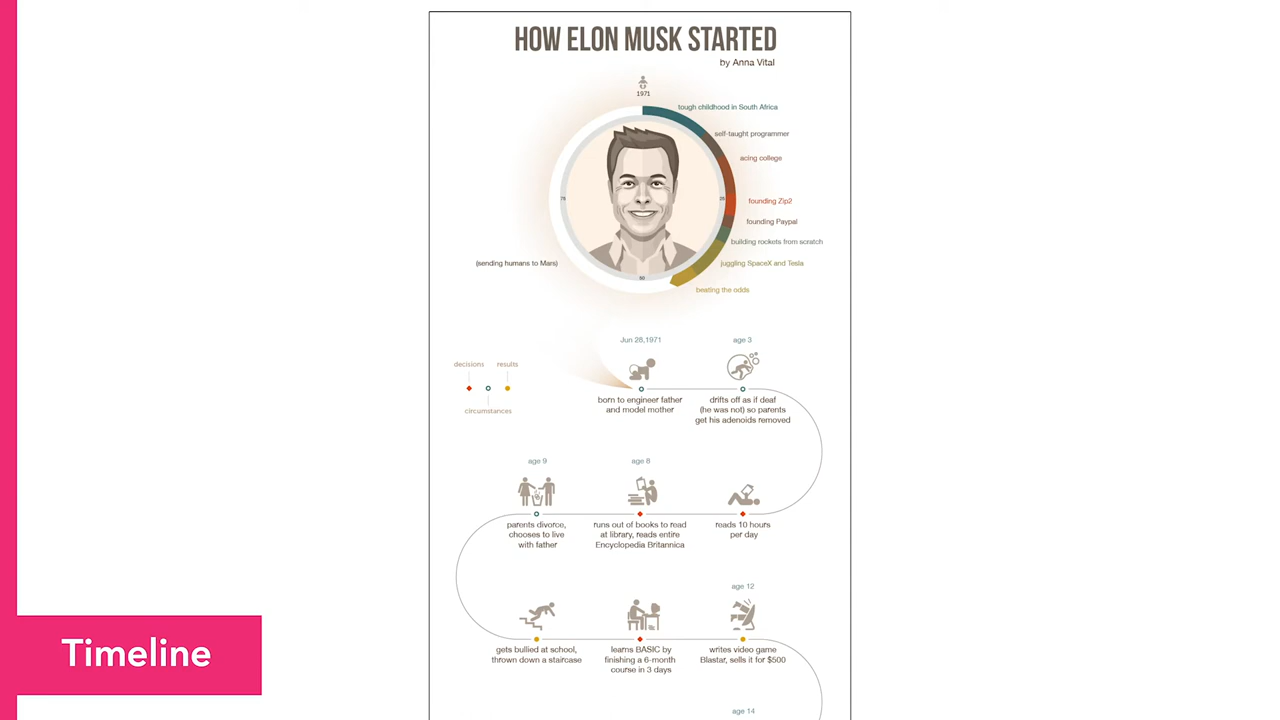 HOW ELON MUSK STARTED
by Anna Vital
1971
tough childhood in South Africa
self-taught programmer
acing college
75
25
founding Zip2
founding Paypal
building rockets from scratch
(sending humans to Mars)
juggling SpaceX and Tesla
50
beating the odds
Jun 28,1971
age 3
decisions
results
circumstances
born to engineer father
and model mother
drifts off as if deaf
(he was not) so parents
get his adenoids removed
age 9
age 8
parents divorce,
chooses to live
with father
runs out of books to read
at library, reads entire
Encyclopedia Britannica
reads 10 hours
per day
age 12
gets bullied at school,
thrown down a staircase
learns BASIC by
finishing a 6-month
course in 3 days
writes video game
Blastar, sells it for $500
age 14
Timeline